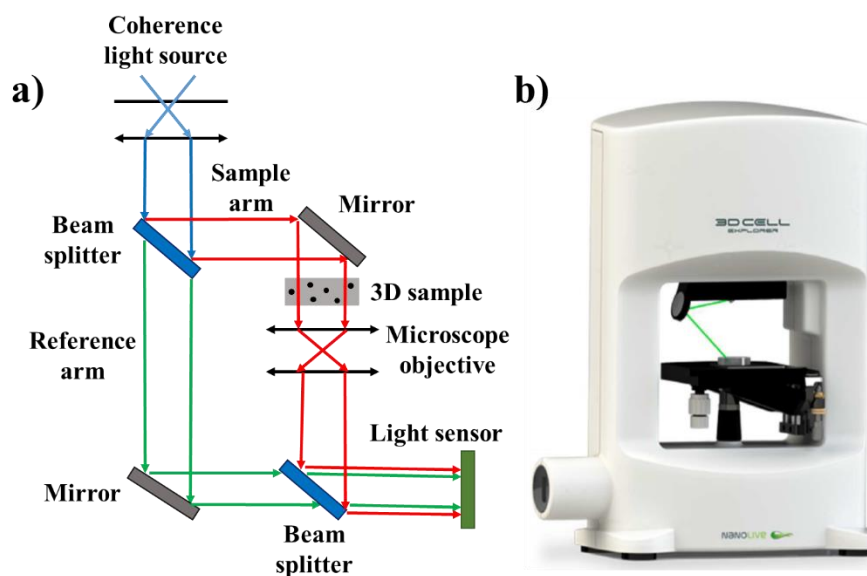 Coherence
light source
a)
b)
Sample
arm
Mirror
Beam
splitter
3D sample
Reference
arm
Microscope
objective
Light sensor
Mirror
Beam
splitter
3D CELL
EXPLORER
NANOLIVE